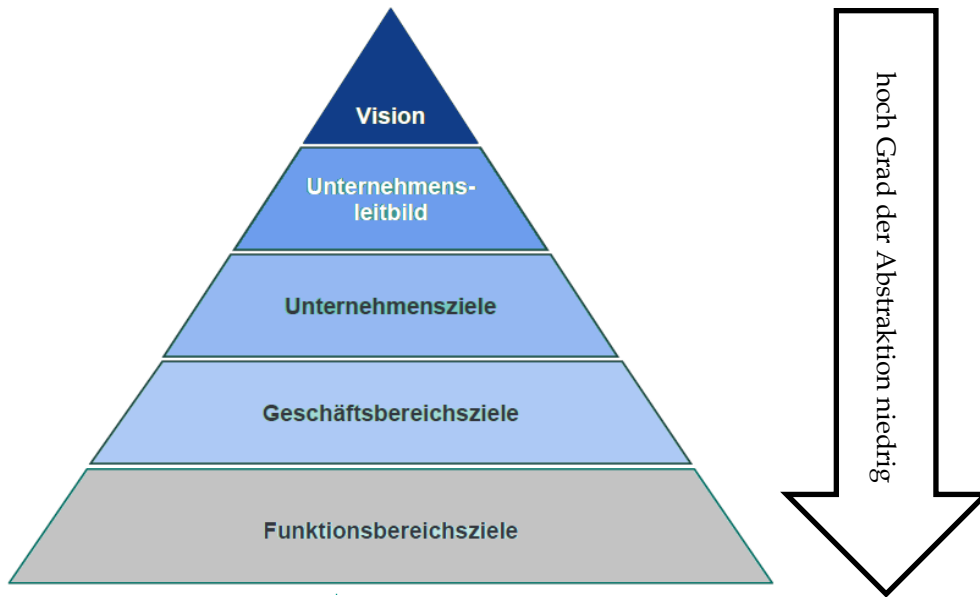 Vision
Unternehmens-
leitbild
Unternehmensziele
Geschäftsbereichsziele
Funktionsbereichsziele
hoch Grad der Abstraktion niedrig